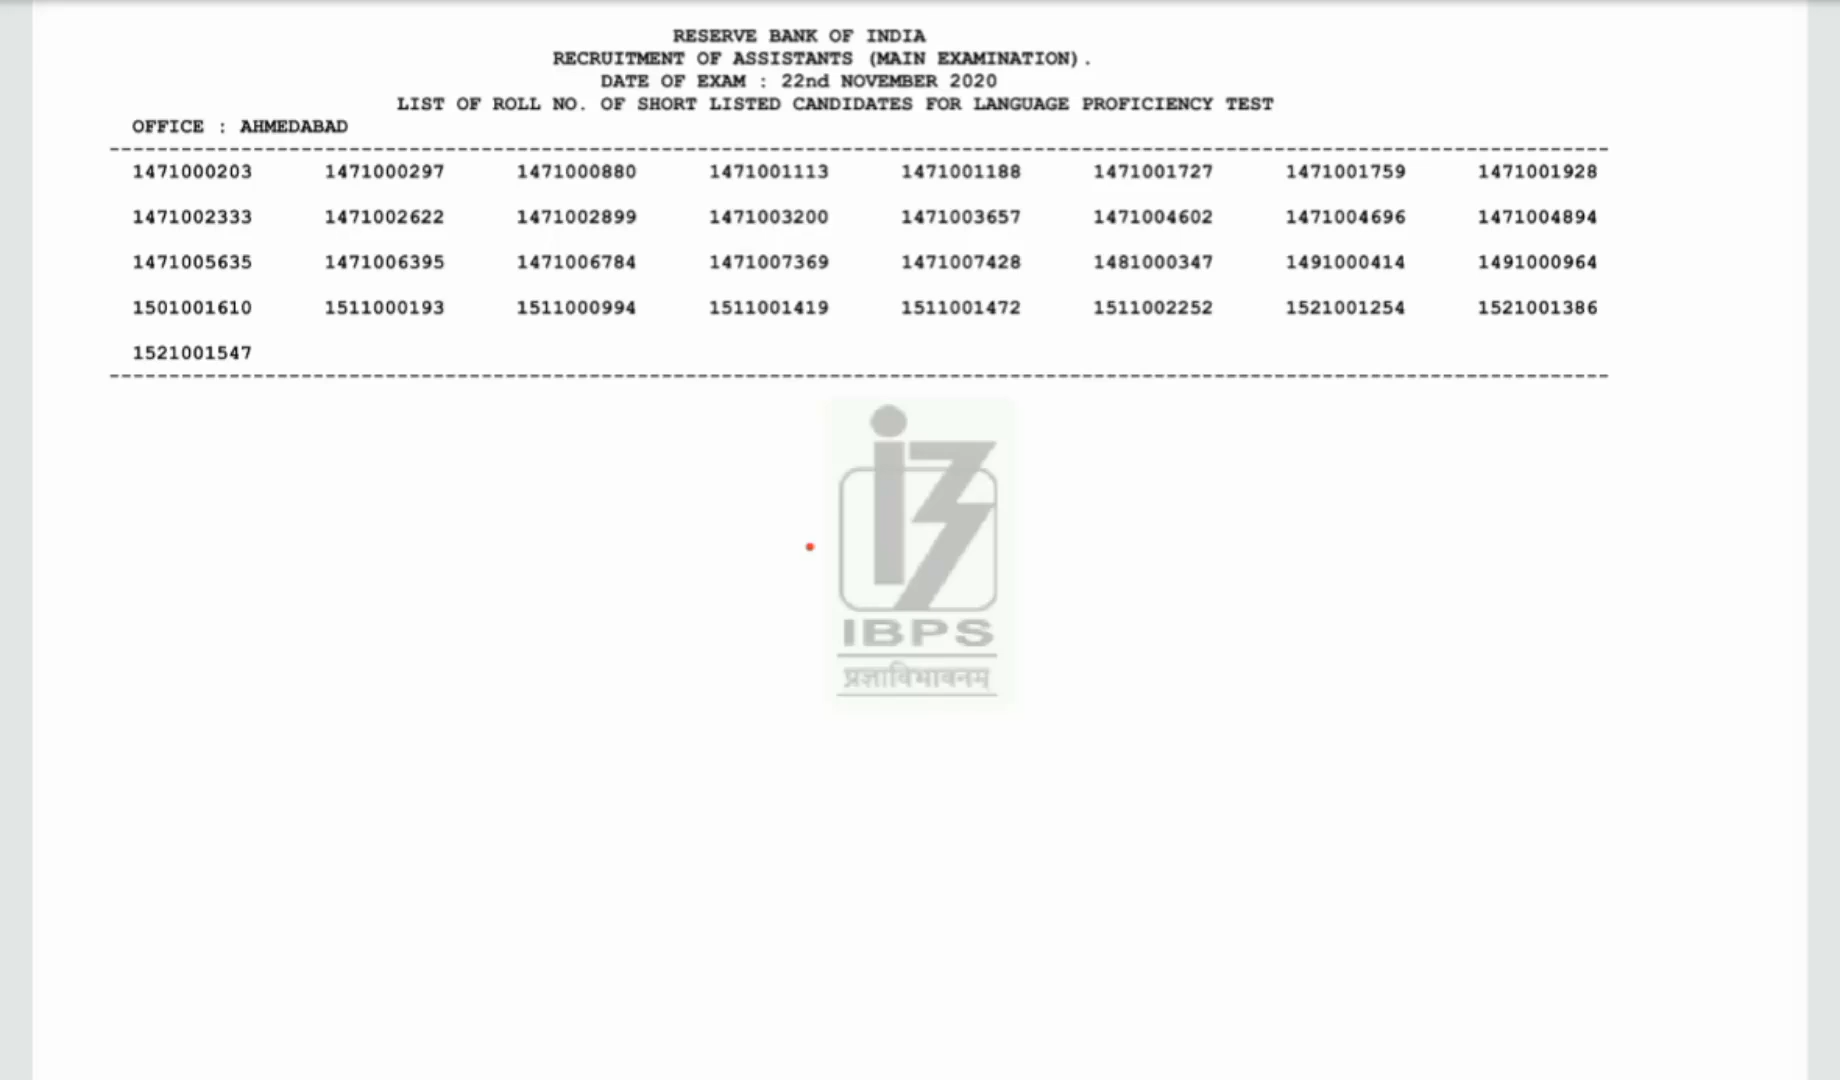 RESERVE BANK OF INDIA
RECRUITMENT OF ASSISTANTS (MAIN EXAMINATION).
DATE OF EXAM : 22nd NOVEMBER 2020
LIST OF ROLL NO. OF SHORT LISTED CANDIDATES FOR LANGUAGE PROFICIENCY TEST
OFFICE : AHMEDABAD
1471000203 1471000297 1471000880 1471001113 1471001188 1471001727 1471001759 1471001928
1471002333 1471002622 1471002899 1471003200 1471003657 1471004602 1471004696 1471004894
1471005635 1471006395 1471006784 1471007369 1471007428 1481000347 1491000414 1491000964
1501001610 1511000193 1511000994 1511001419 1511001472 1511002252 1521001254 1521001386
1521001547
IBPS
प्रज्ञाविभावनम्